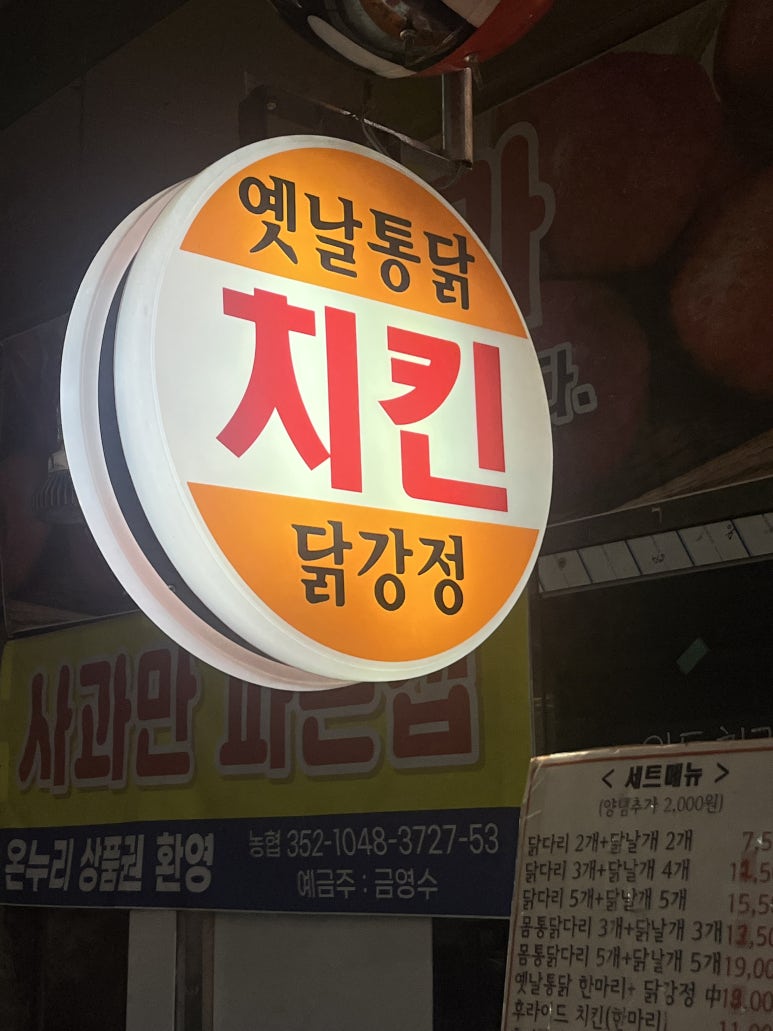 옛날통닭
치킨
닭강정
사과만 파는집
온누리 상품권 환영
농협 352-1048-3727-53
예금주 : 금영수
< 세트메뉴 >
(양념추가 2,000원)
닭다리 2개+닭날개 2개
닭다리 3개+닭날개 4개
닭다리 5개+닭날개 5개 15,5
몸통닭다리 3개+닭날개 3개
몸통닭다리 5개+닭날개 5개 19,00
옛날통닭 한마리+ 닭강정 中
후라이드 치킨(한마리